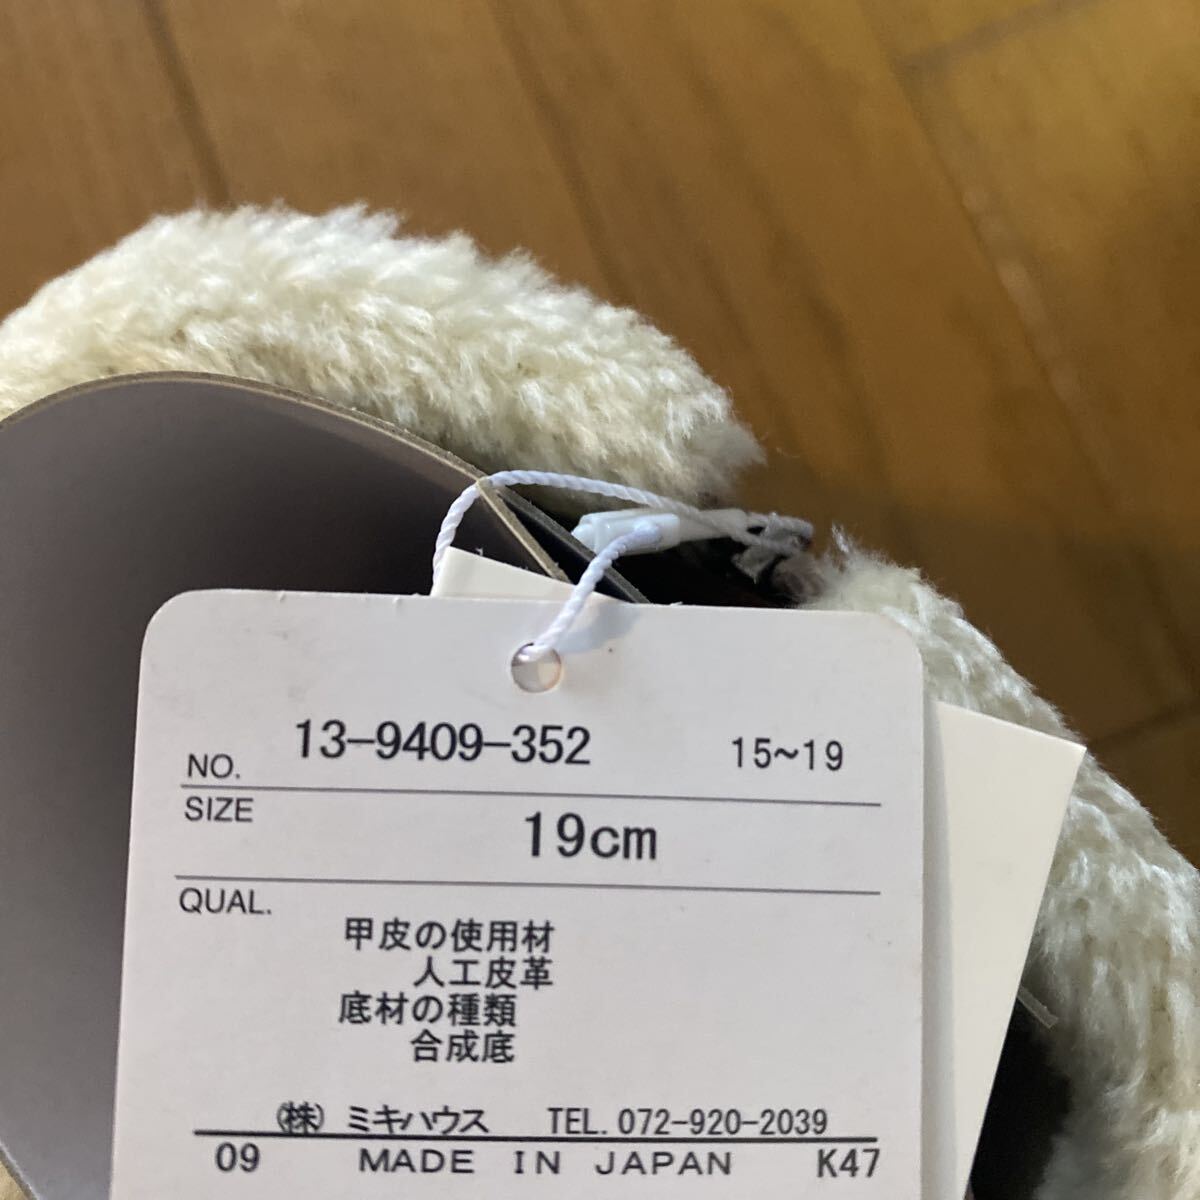 NO. 13-9409-352 15~19
SIZE 19cm
QUAL.
甲皮の使用材
人工皮革
底材の種類
合成底
㈱ ミキハウス TEL. 072-920-2039
09 MADE IN JAPAN K47